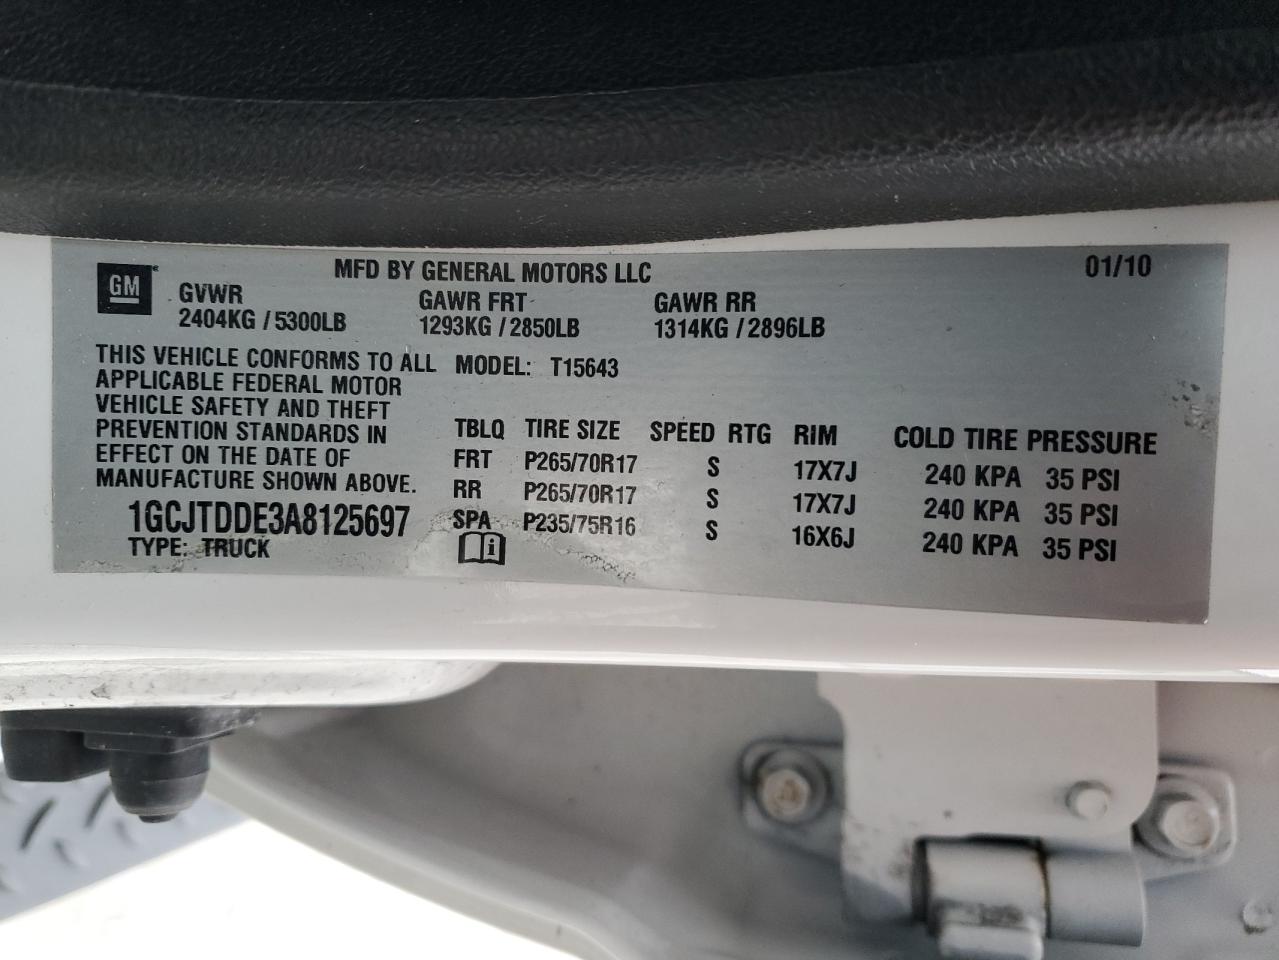 GM
MFD BY GENERAL MOTORS LLC 01/10
GVWR GAWR FRT GAWR RR
2404KG / 5300LB 1293KG / 2850LB 1314KG / 2896LB
THIS VEHICLE CONFORMS TO ALL
APPLICABLE FEDERAL MOTOR
VEHICLE SAFETY AND THEFT
PREVENTION STANDARDS IN
EFFECT ON THE DATE OF
MANUFACTURE SHOWN ABOVE.
1GCJTDDE3A8125697
TYPE: TRUCK
MODEL: T15643
TBLQ TIRE SIZE SPEED RTG RIM COLD TIRE PRESSURE
FRT P265/70R17 S 17X7J 240 KPA 35 PSI
RR P265/70R17 S 17X7J 240 KPA 35 PSI
SPA P235/75R16 S 16X6J 240 KPA 35 PSI